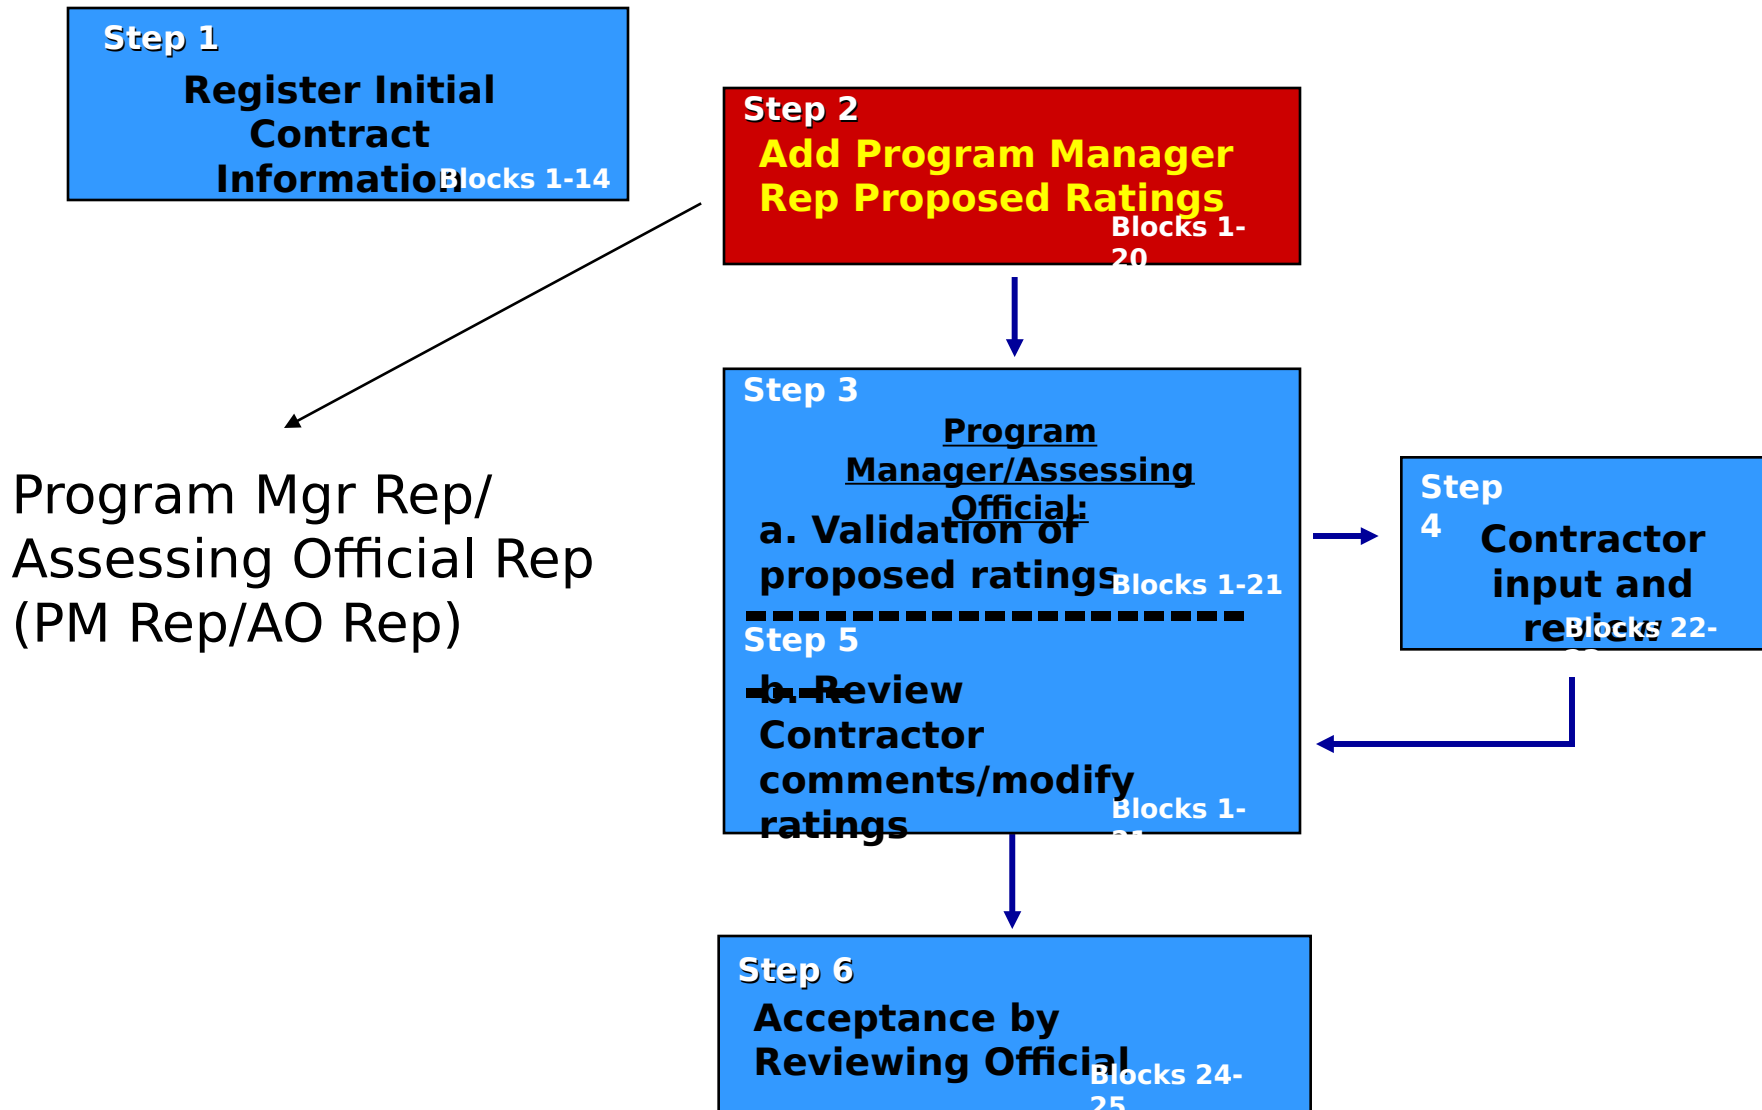 Step 1
Register Initial
Contract
Information
Blocks 1-14
Step 2
Add Program Manager
Rep Proposed Ratings
Blocks 1-
20
Program Mgr Rep/
Assessing Official Rep
(PM Rep/AO Rep)
Step 3
Program
Manager/Assessing
Official:
a. Validation of
proposed ratings
Blocks 1-21
Step
4
Contractor
input and
review
Blocks 22-
Step 5
b. Review
Contractor
comments/modify
ratings
Blocks 1-
21
Step 6
Acceptance by
Reviewing Official
Blocks 24-
25